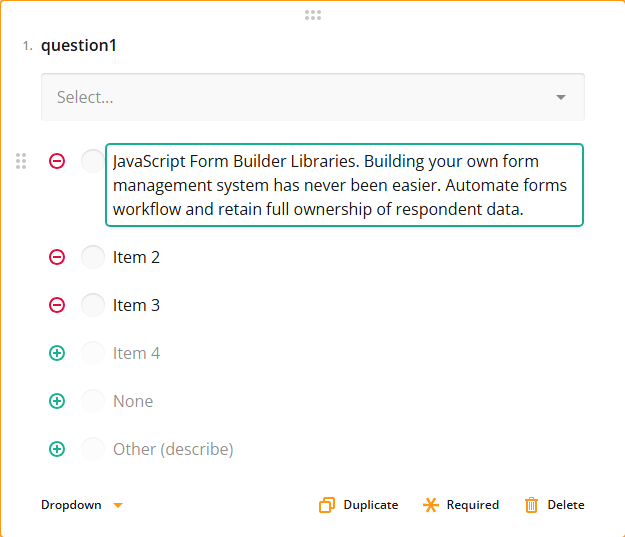 1. question1
Select...
JavaScript Form Builder Libraries. Building your own form
management system has never been easier. Automate forms
workflow and retain full ownership of respondent data.
Item 2
Item 3
Item 4
None
Other (describe)
Dropdown Duplicate Required Delete